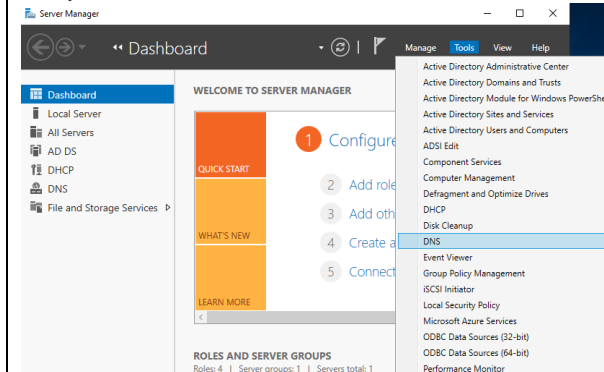 Server Manager
Dashboard
Manage Tools View Help
Dashboard
Local Server
All Servers
AD DS
DHCP
DNS
File and Storage Services
WELCOME TO SERVER MANAGER
QUICK START
WHAT'S NEW
LEARN MORE
1 Configure
2 Add role
3 Add oth
4 Create a
5 Connect
ROLES AND SERVER GROUPS
Roles: 4 | Server groups: 1 | Servers total: 1
Active Directory Administrative Center
Active Directory Domains and Trusts
Active Directory Module for Windows PowerShe
Active Directory Sites and Services
Active Directory Users and Computers
ADSI Edit
Component Services
Computer Management
Defragment and Optimize Drives
DHCP
Disk Cleanup
DNS
Event Viewer
Group Policy Management
iSCSI Initiator
Local Security Policy
Microsoft Azure Services
ODBC Data Sources (32-bit)
ODBC Data Sources (64-bit)
Performance Monitor